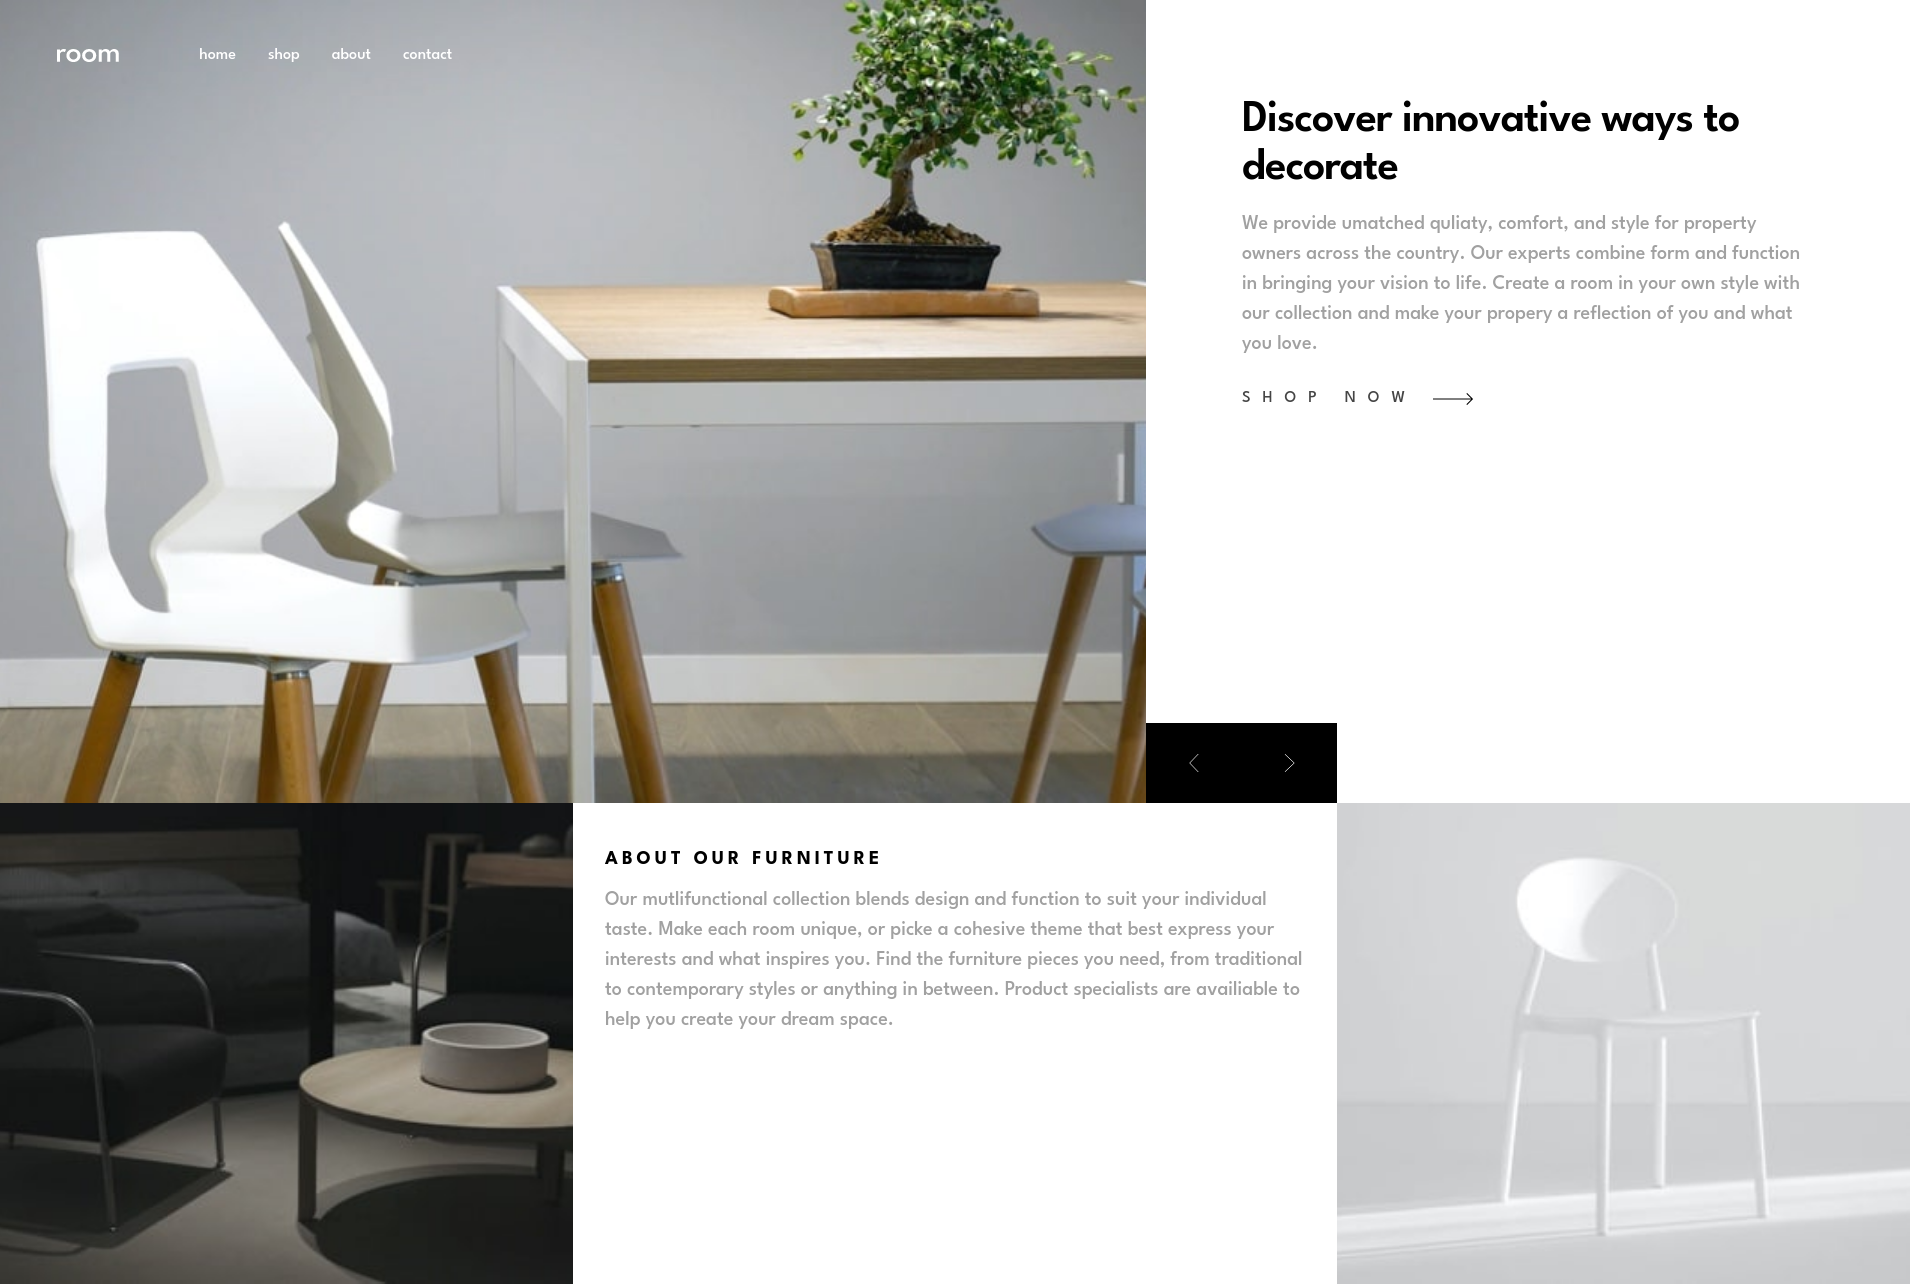 room
home shop about contact
Discover innovative ways to
decorate
We provide umatched quliaty, comfort, and style for property
owners across the country. Our experts combine form and function
in bringing your vision to life. Create a room in your own style with
our collection and make your propery a reflection of you and what
you love.
SHOP NOW
ABOUT OUR FURNITURE
Our mutlifunctional collection blends design and function to suit your individual
taste. Make each room unique, or picke a cohesive theme that best express your
interests and what inspires you. Find the furniture pieces you need, from traditional
to contemporary styles or anything in between. Product specialists are availiable to
help you create your dream space.